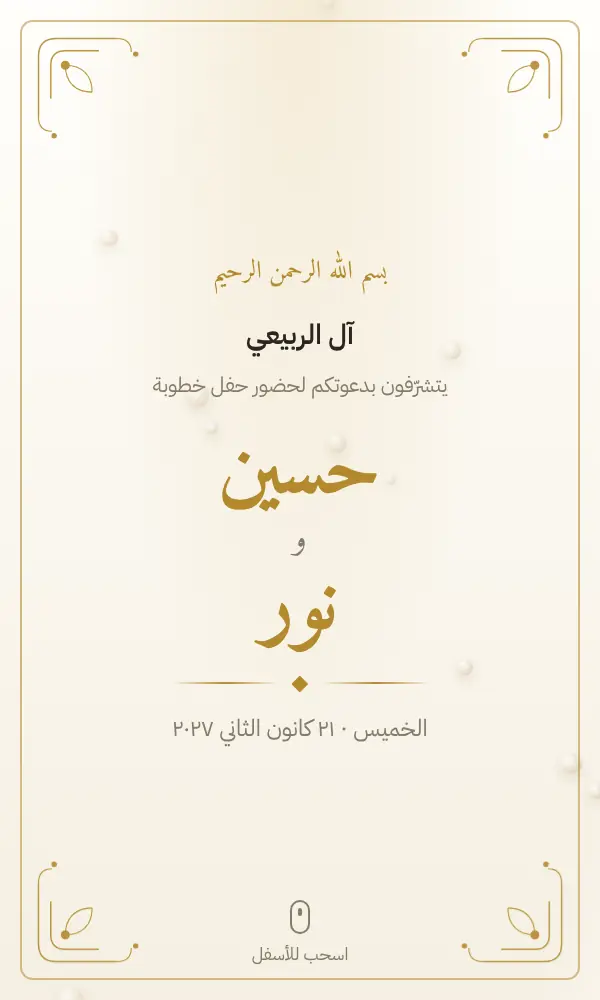 بسم الله الرحمن الرحيم
آل الربيعي
يتشرّفون بدعوتكم لحضور حفل خطوبة
حسين
و
نور
الخميس · ٢١ كانون الثاني ٢٠٢٧
اسحب للأسفل